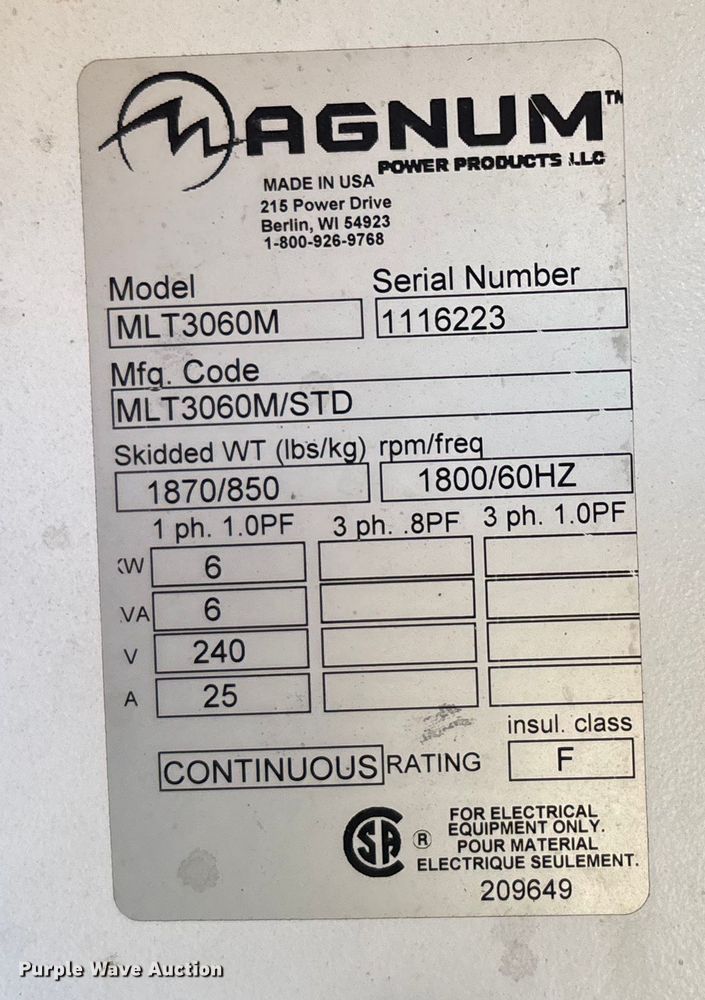 MAGNUM™
POWER PRODUCTS LLC
MADE IN USA
215 Power Drive
Berlin, WI 54923
1-800-926-9768
Model Serial Number
MLT3060M 1116223
Mfg. Code
MLT3060M/STD
Skidded WT (lbs/kg) rpm/freq
1870/850 1800/60HZ
1 ph. 1.0PF 3 ph. .8PF 3 ph. 1.0PF
KW 6
VA 6
V 240
A 25
insul. class
CONTINUOUS RATING F
SA ® FOR ELECTRICAL
EQUIPMENT ONLY.
POUR MATERIAL
ELECTRIQUE SEULEMENT.
209649
Purple Wave Auction